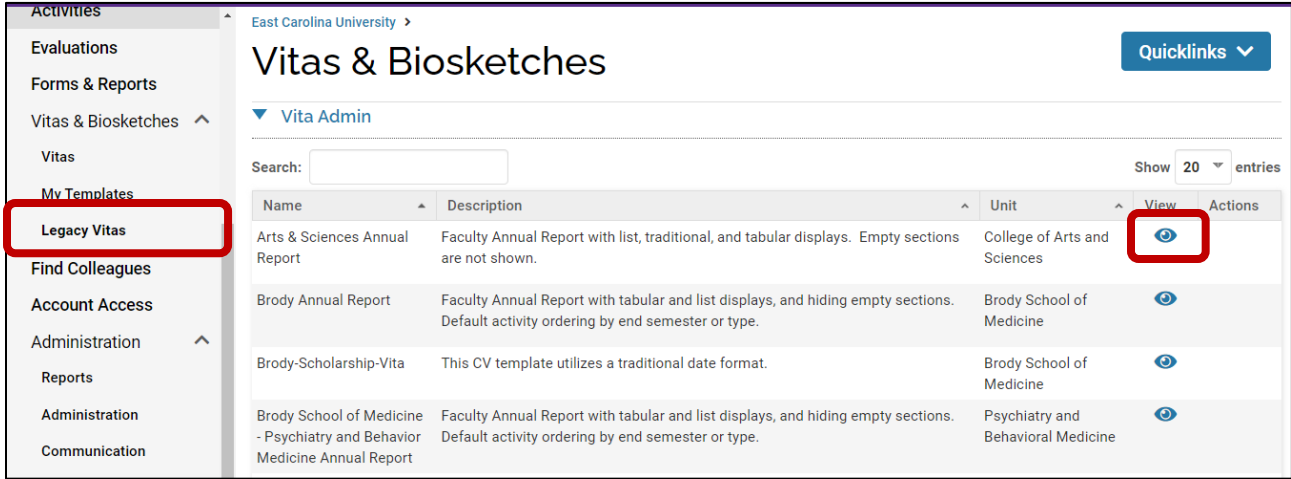 Activities
Evaluations
Forms & Reports
Vitas & Biosketches
Vitas
My Templates
Legacy Vitas
Find Colleagues
Account Access
Administration
Reports
Administration
Communication
East Carolina University >
Vitas & Biosketches
Quicklinks
Vita Admin
Search:
Show 20 entries
Name Description Unit View Actions
Arts & Sciences Annual Faculty Annual Report with list, traditional, and tabular displays. Empty sections College of Arts and
Report are not shown. Sciences
Brody Annual Report Faculty Annual Report with tabular and list displays, and hiding empty sections. Brody School of
Default activity ordering by end semester or type. Medicine
Brody-Scholarship-Vita This CV template utilizes a traditional date format. Brody School of
Medicine
Brody School of Medicine Faculty Annual Report with tabular and list displays, and hiding empty sections. Psychiatry and
- Psychiatry and Behavior Default activity ordering by end semester or type. Behavioral Medicine
Medicine Annual Report